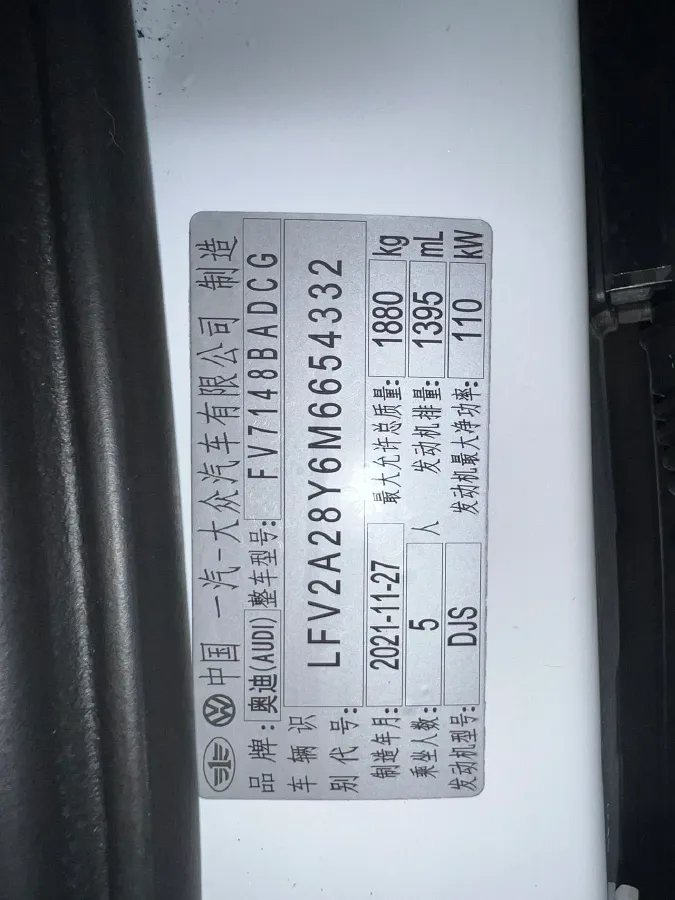 中国 一汽-大众汽车有限公司 制造
品牌:奥迪(AUDI) 整车型号: FV7148BADCG
车辆识别代号: LFV2A28Y6M6654332
制造年月: 2021-11-27 最大允许总质量: 1880 kg
乘坐人数: 5 人 发动机排量: 1395 mL
发动机型号: DJS 发动机最大净功率: 110 kW